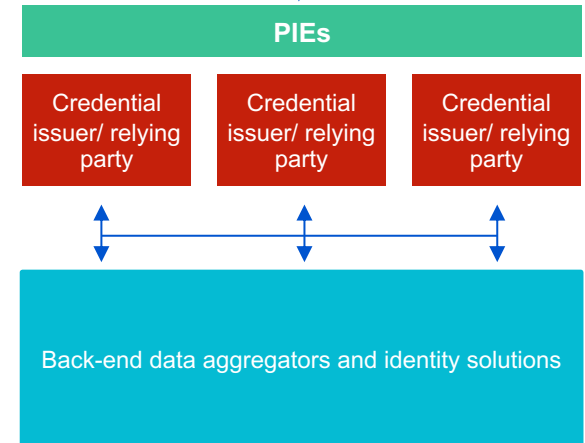 PIEs
Credential
issuer/ relying
party
Credential
issuer/ relying
party
Credential
issuer/ relying
party
Back-end data aggregators and identity solutions